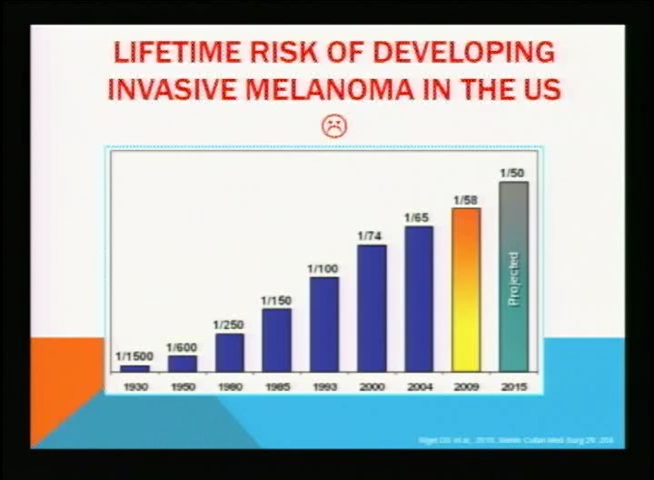 LIFETIME RISK OF DEVELOPING
INVASIVE MELANOMA IN THE US
1/1500 1/600 1/250 1/150 1/100 1/74 1/65 1/58 1/50
Projected
1930 1950 1980 1985 1993 2000 2004 2009 2015